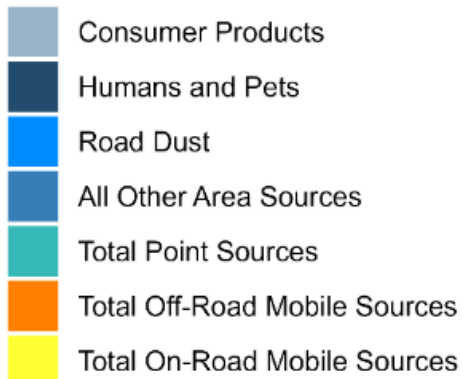 Consumer Products
Humans and Pets
Road Dust
All Other Area Sources
Total Point Sources
Total Off-Road Mobile Sources
Total On-Road Mobile Sources